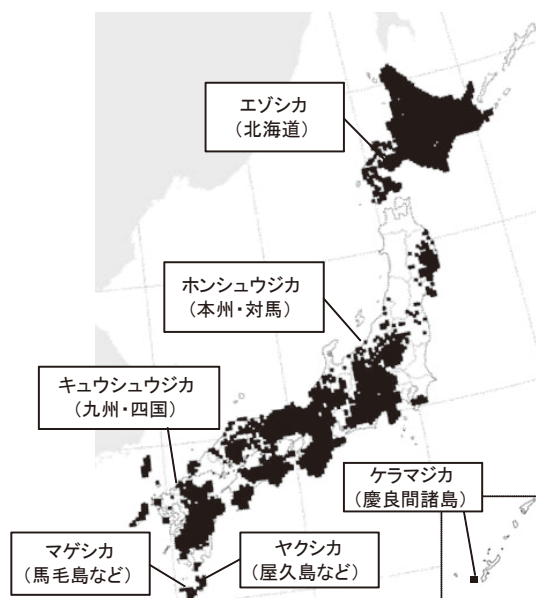 エゾシカ
(北海道)
ホンシュウジカ
(本州・対馬)
キュウシュウジカ
(九州・四国)
ケラマジカ
(慶良間諸島)
マゲシカ
(馬毛島など)
ヤクシカ
(屋久島など)